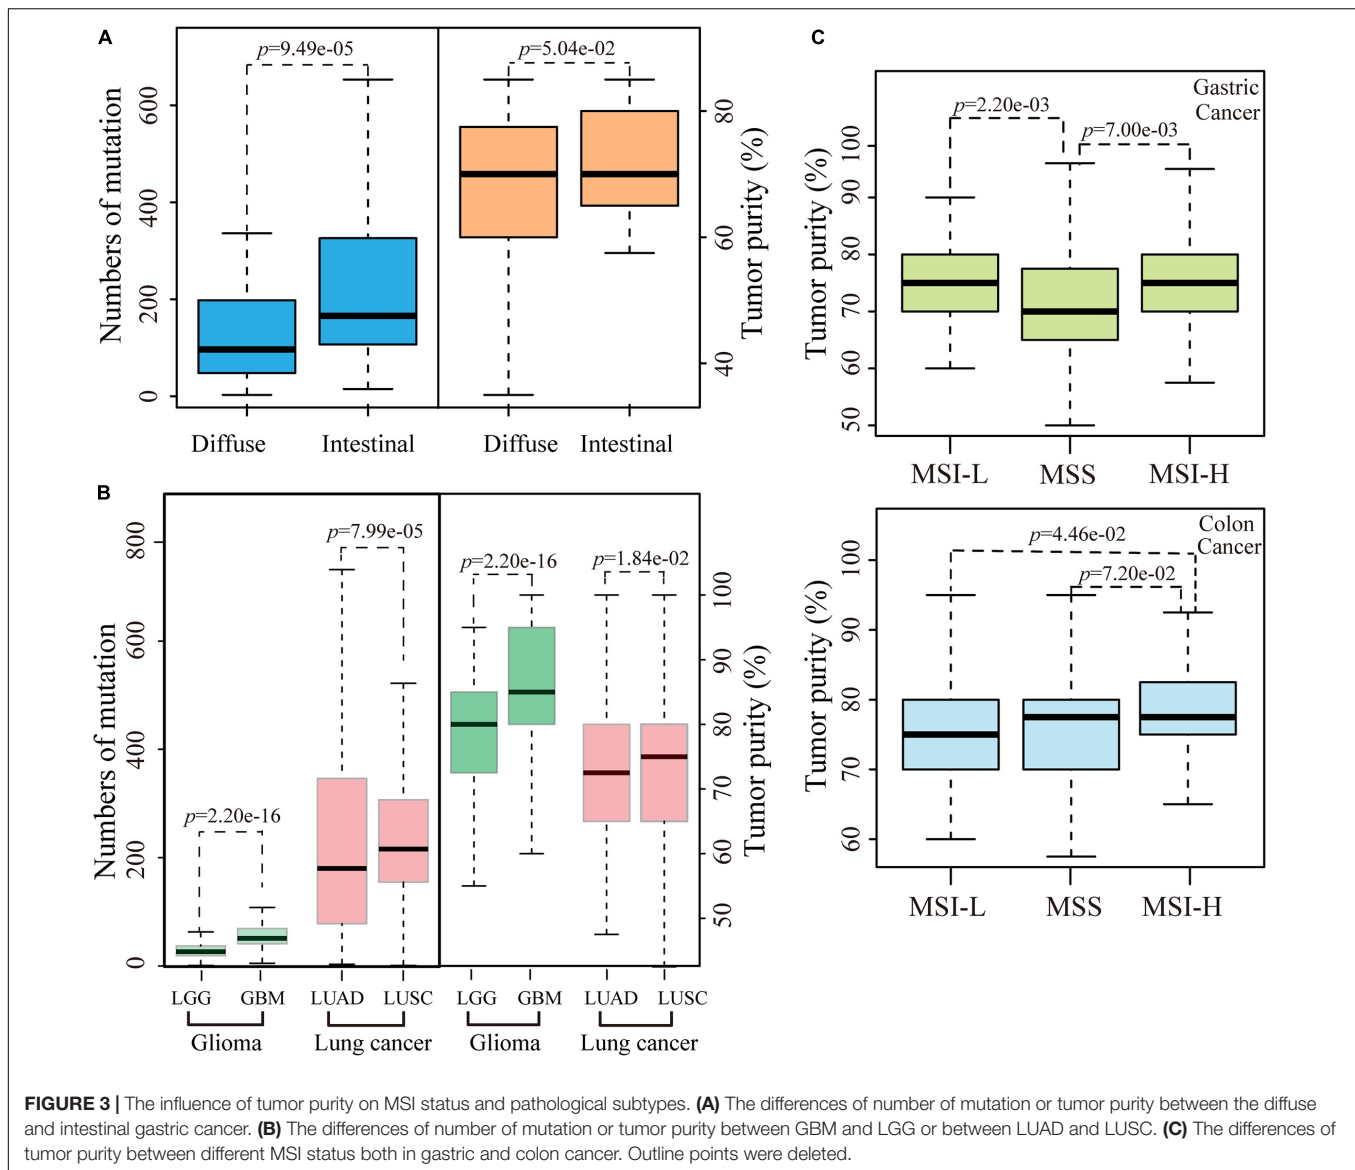 A
p=9.49e-05
p=5.04e-02
Numbers of mutation
0
200
400
600
Tumor purity (%)
40
60
80
Diffuse
Intestinal
Diffuse
Intestinal
B
p=2.20e-16
p=7.99e-05
p=2.20e-16
p=1.84e-02
Numbers of mutation
0
200
400
600
800
Tumor purity (%)
50
60
70
80
90
100
LGG
GBM
LUAD
LUSC
LGG
GBM
LUAD
LUSC
Glioma
Lung cancer
Glioma
Lung cancer
C
Gastric
Cancer
p=2.20e-03
p=7.00e-03
Tumor purity (%)
50
60
70
80
90
100
MSI-L
MSS
MSI-H
Colon
Cancer
p=4.46e-02
p=7.20e-02
Tumor purity (%)
60
70
80
90
100
MSI-L
MSS
MSI-H
FIGURE 3 | The influence of tumor purity on MSI status and pathological subtypes. (A) The differences of number of mutation or tumor purity between the diffuse
and intestinal gastric cancer. (B) The differences of number of mutation or tumor purity between GBM and LGG or between LUAD and LUSC. (C) The differences of
tumor purity between different MSI status both in gastric and colon cancer. Outline points were deleted.